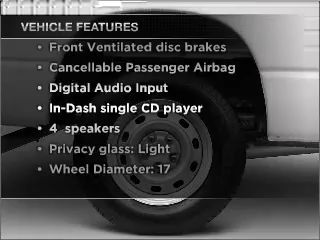 VEHICLE FEATURES
• Front Ventilated disc brakes
• Cancellable Passenger Airbag
• Digital Audio Input
• In-Dash single CD player
• 4 speakers
• Privacy glass: Light
• Wheel Diameter: 17